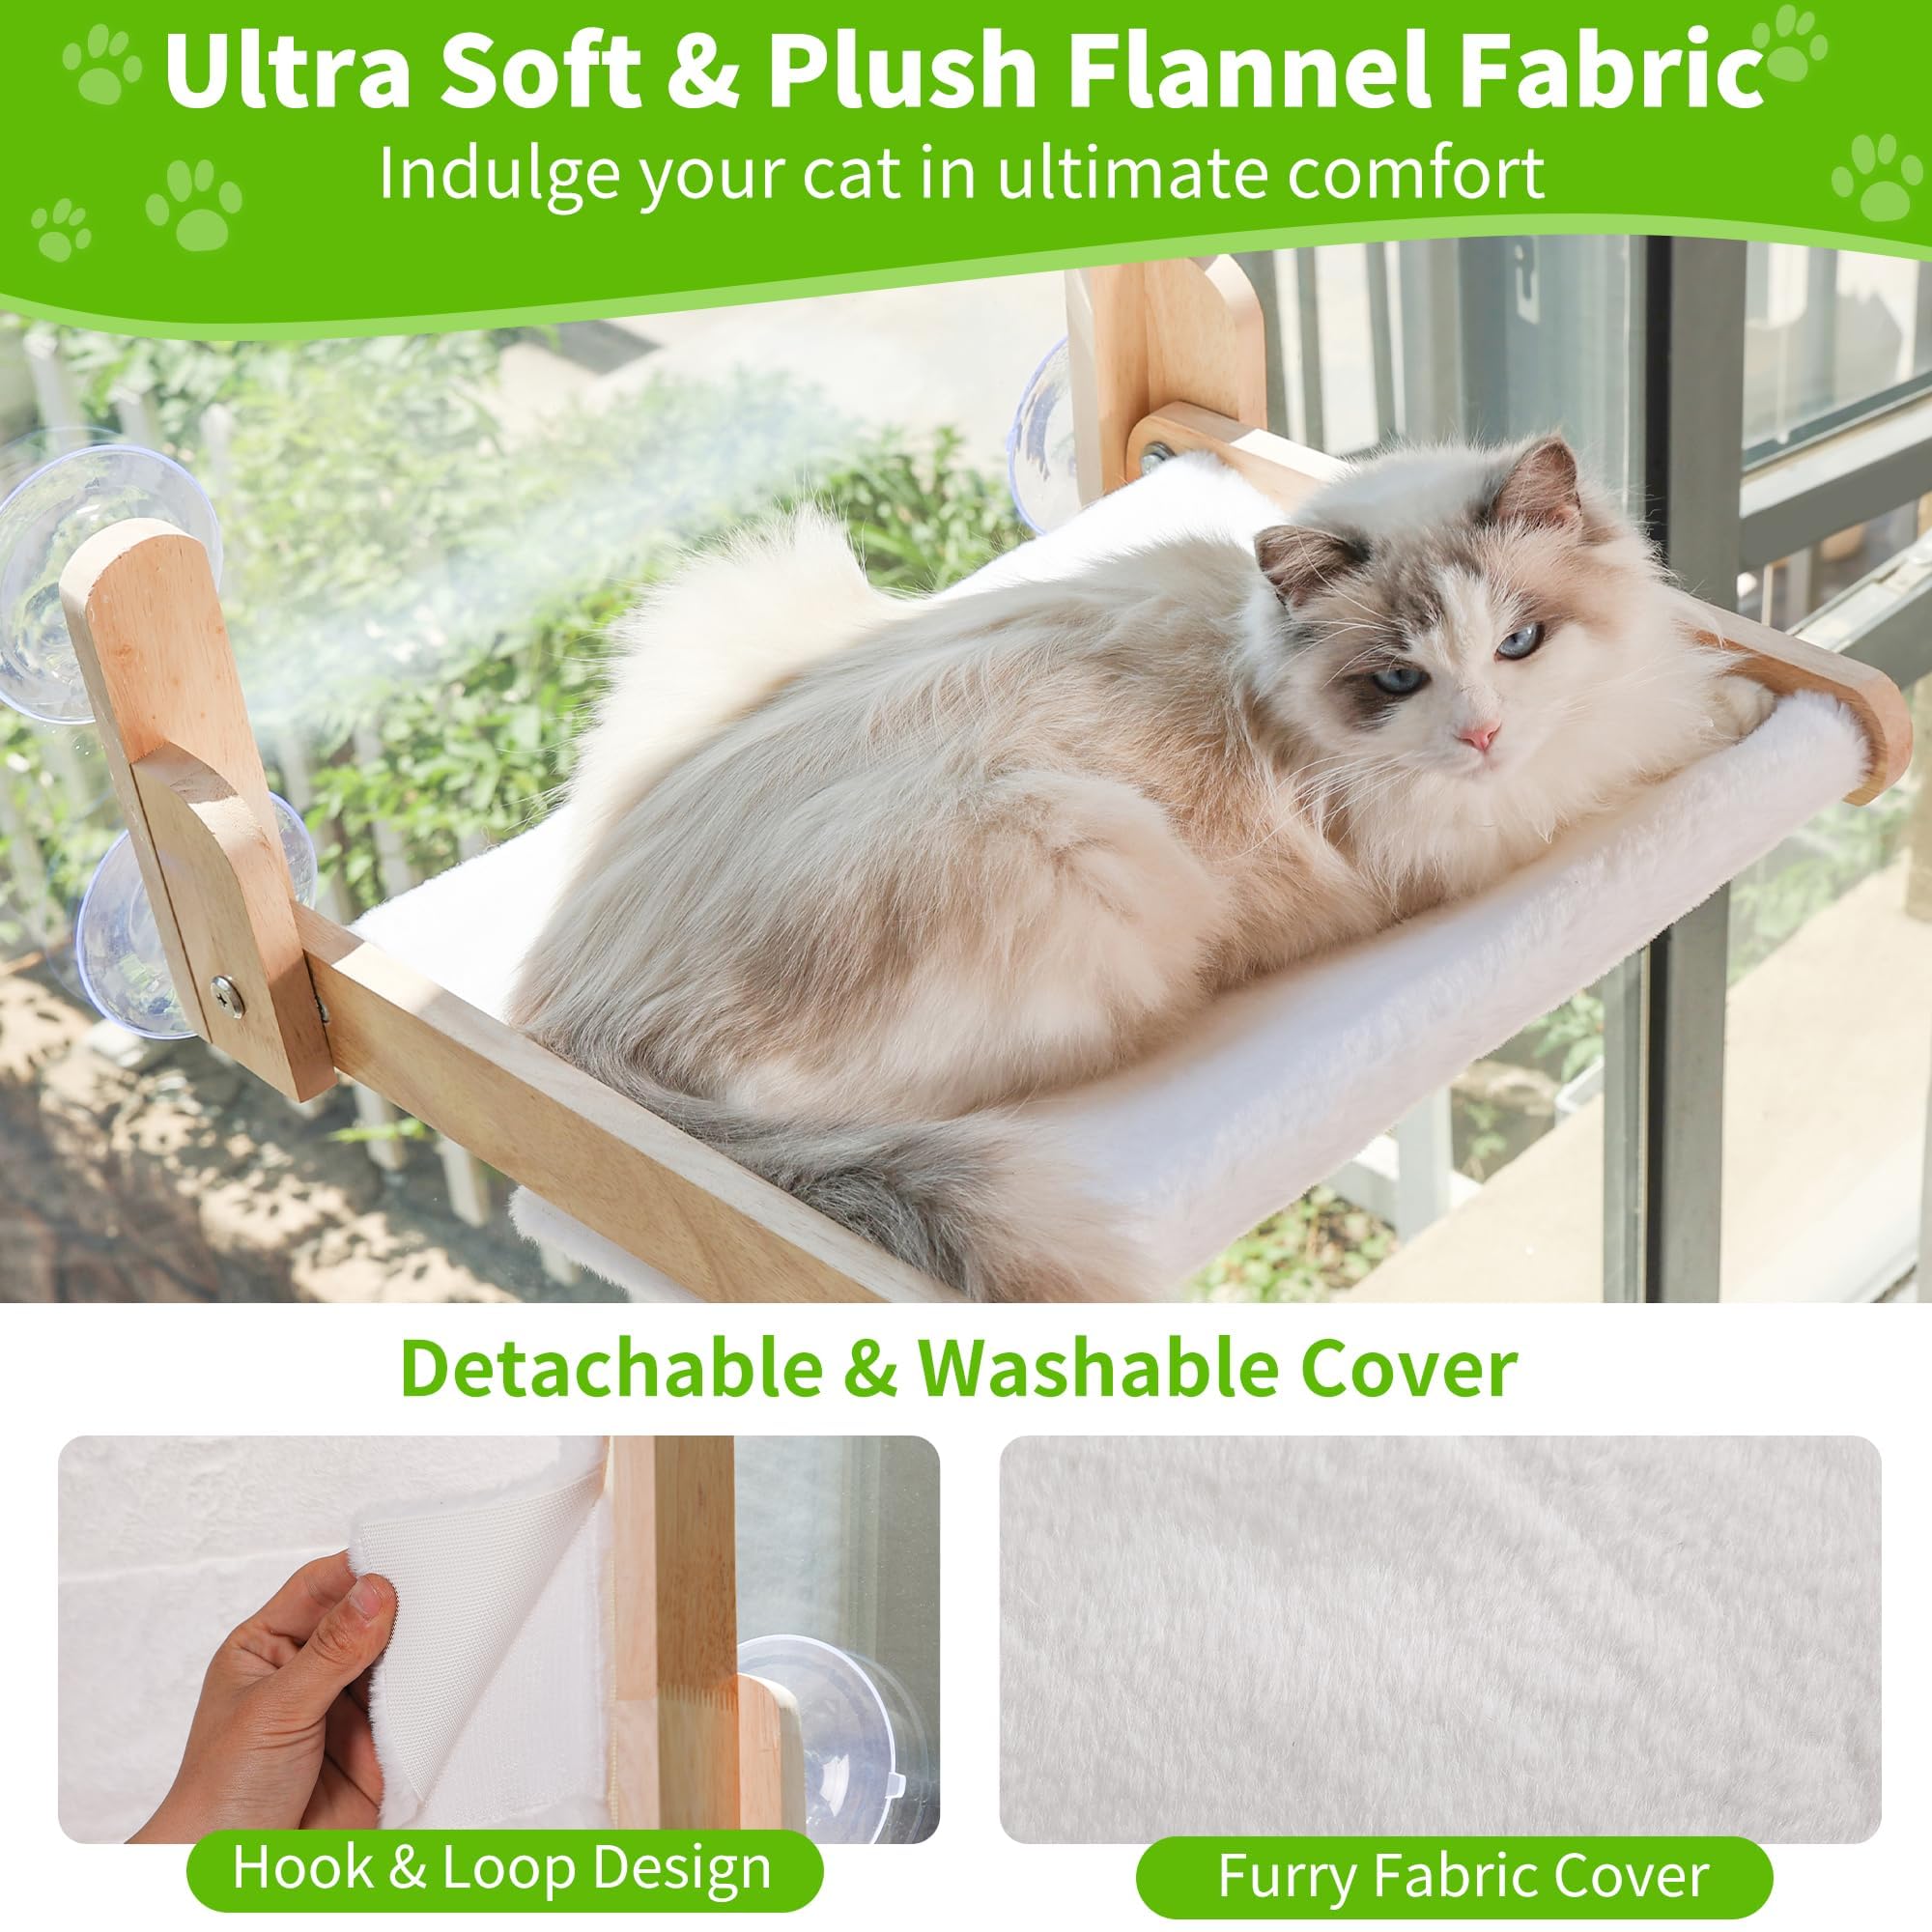 Ultra Soft & Plush Flannel Fabric
Indulge your cat in ultimate comfort
Detachable & Washable Cover
Hook & Loop Design
Furry Fabric Cover